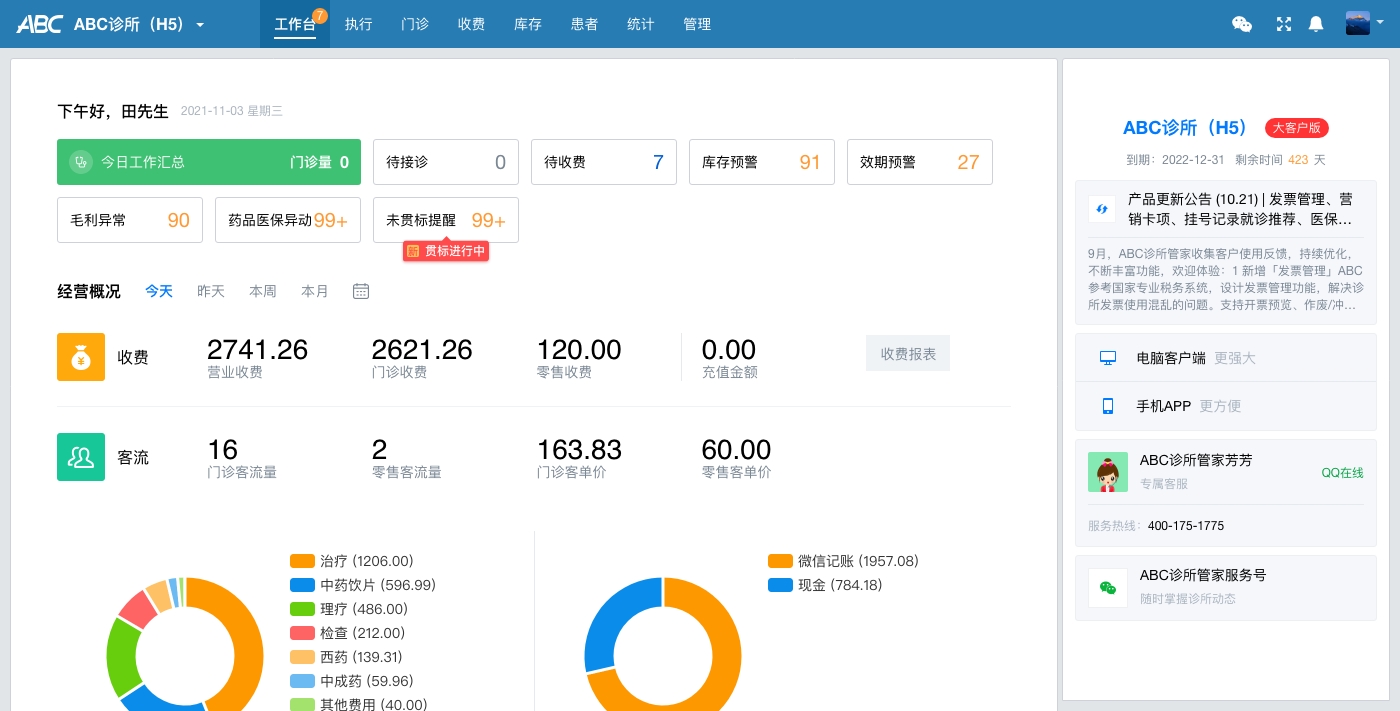 ABC ABC诊所（H5） 工作台 7 执行 门诊 收费 库存 患者 统计 管理
下午好，田先生 2021-11-03 星期三
今日工作汇总 门诊量 0 待接诊 0 待收费 7 库存预警 91 效期预警 27
毛利异常 90 药品医保异动 99+ 未贯标提醒 99+
新 贯标进行中
经营概况 今天 昨天 本周 本月
收费
2741.26 营业收费
2621.26 门诊收费
120.00 零售收费
0.00 充值金额
收费报表
客流
16 门诊客流量
2 零售客流量
163.83 门诊客单价
60.00 零售客单价
治疗 (1206.00)
中药饮片 (596.99)
理疗 (486.00)
检查 (212.00)
西药 (139.31)
中成药 (59.96)
其他费用 (40.00)
微信记账 (1957.08)
现金 (784.18)
ABC诊所（H5） 大客户版
到期：2022-12-31 剩余时间 423 天
产品更新公告 (10.21) | 发票管理、营
销卡项、挂号记录就诊推荐、医保…
9月，ABC诊所管家收集客户使用反馈，持续优化，
不断丰富功能，欢迎体验：1 新增「发票管理」ABC
参考国家专业税务系统，设计发票管理功能，解决诊
所发票使用混乱的问题。支持开票预览、作废/冲…
电脑客户端 更强大
手机APP 更方便
ABC诊所管家芳芳
专属客服
QQ在线
服务热线：400-175-1775
ABC诊所管家服务号
随时掌握诊所动态